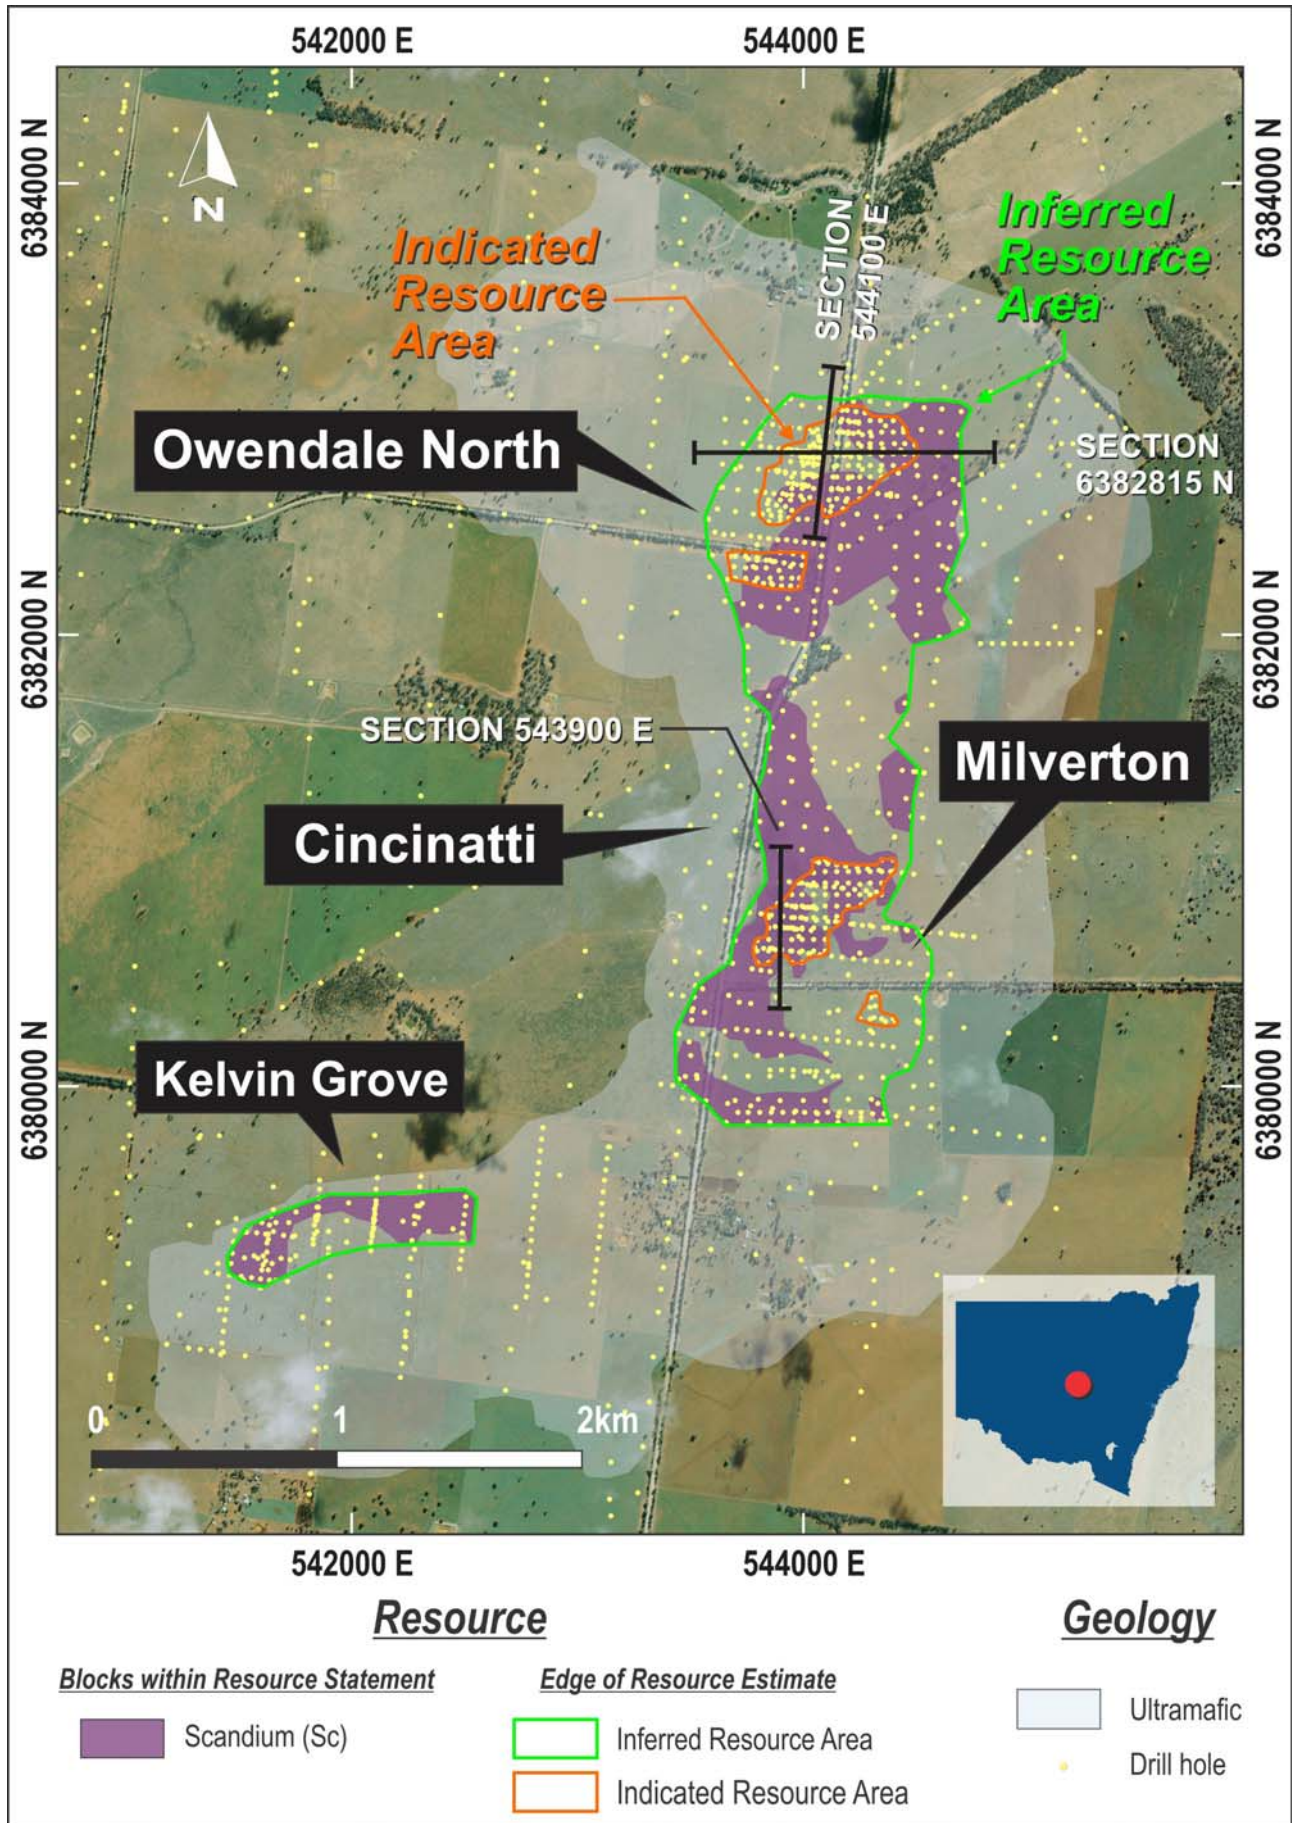 542000 E
544000 E
6384000 N
6384000 N
N
SECTION
544100 E
Inferred
Resource
Area
Indicated
Resource
Area
Owendale North
SECTION
6382815 N
6382000 N
6382000 N
SECTION 543900 E
Milverton
Cincinatti
Kelvin Grove
6380000 N
6380000 N
0
1
2km
542000 E
544000 E
Resource
Geology
Blocks within Resource Statement
Edge of Resource Estimate
Scandium (Sc)
Inferred Resource Area
Indicated Resource Area
Ultramafic
Drill hole